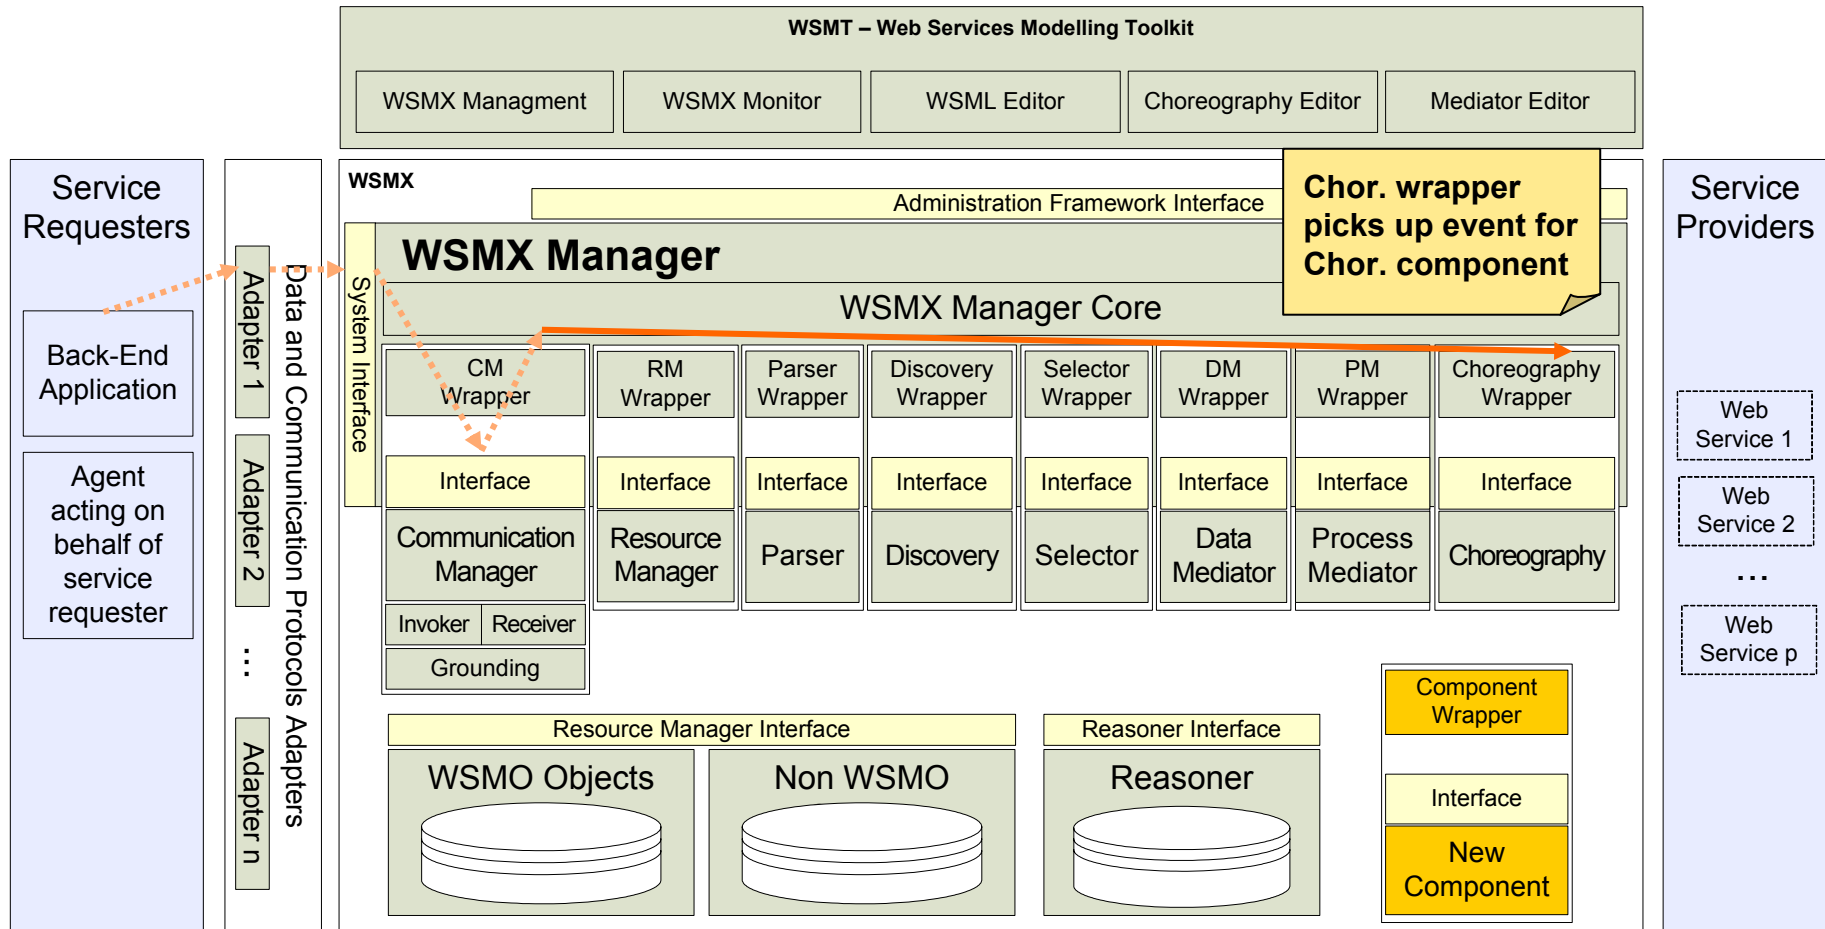 WSMT – Web Services Modelling Toolkit
WSMX Managment
WSMX Monitor
WSML Editor
Choreography Editor
Mediator Editor
Service
Requesters
Back-End
Application
Agent
acting on
behalf of
service
requester
Adapter 1
Adapter 2
...
Adapter n
Data and Communication Protocols Adapters
WSMX
Administration Framework Interface
Chor. wrapper
picks up event for
Chor. component
System Interface
WSMX Manager
WSMX Manager Core
CM
Wrapper
RM
Wrapper
Parser
Wrapper
Discovery
Wrapper
Selector
Wrapper
DM
Wrapper
PM
Wrapper
Choreography
Wrapper
Interface
Interface
Interface
Interface
Interface
Interface
Interface
Interface
Communication
Manager
Resource
Manager
Parser
Discovery
Selector
Data
Mediator
Process
Mediator
Choreography
Invoker
Receiver
Grounding
Resource Manager Interface
WSMO Objects
Non WSMO
Reasoner Interface
Reasoner
Component
Wrapper
Interface
New
Component
Service
Providers
Web
Service 1
Web
Service 2
...
Web
Service p